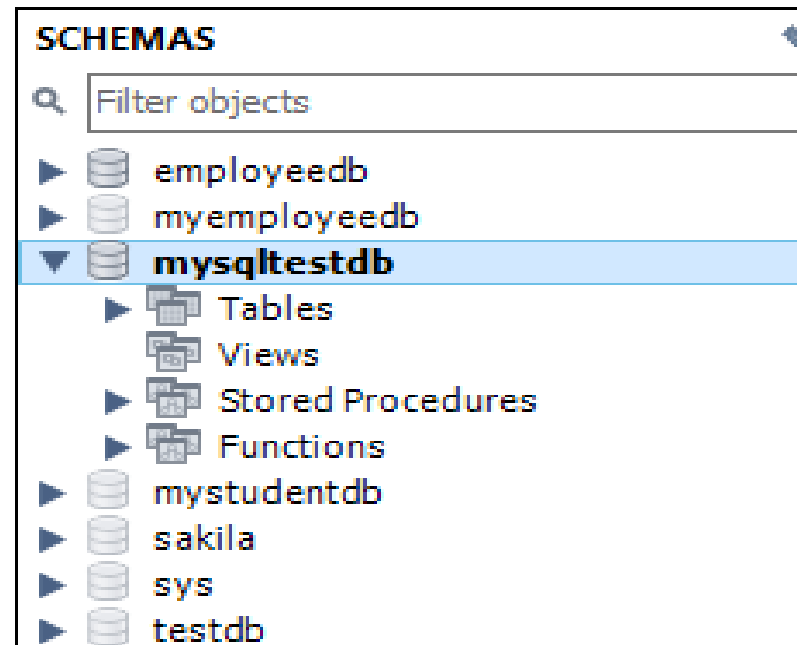 SCHEMAS
Filter objects
employeedb
myemployeedb
mysqltestdb
Tables
Views
Stored Procedures
Functions
mystudentdb
sakila
sys
testdb